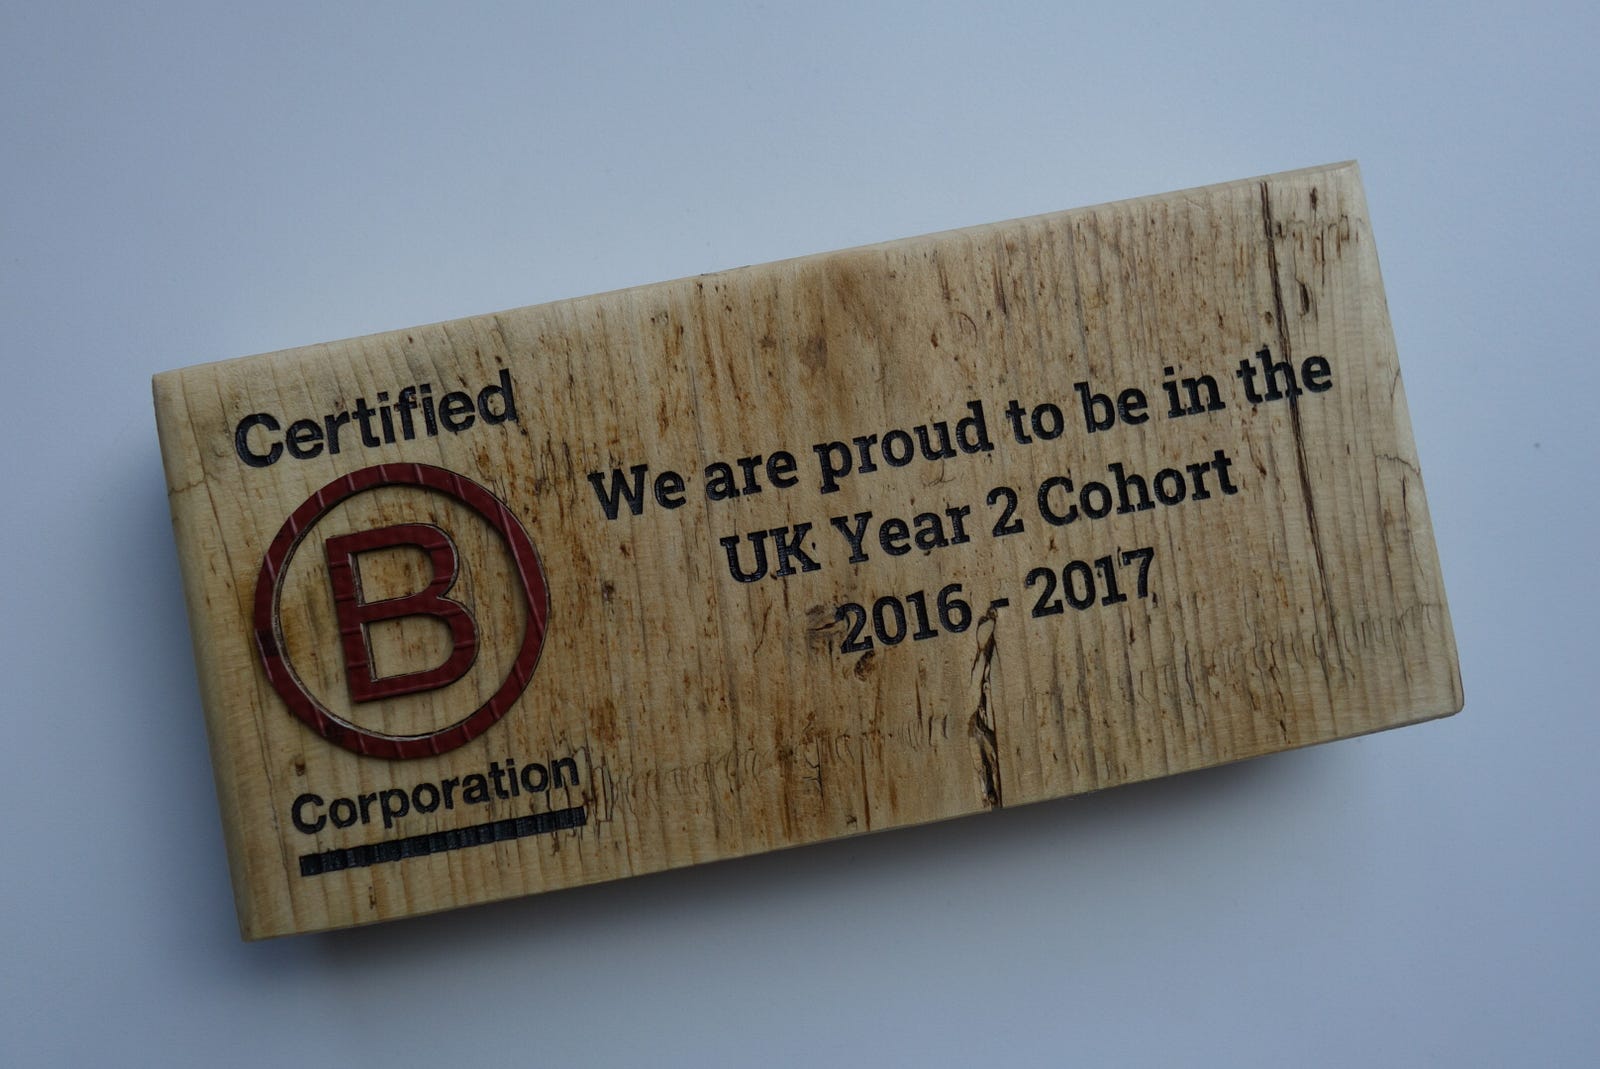 Certified
B
Corporation
We are proud to be in the
UK Year 2 Cohort
2016 - 2017